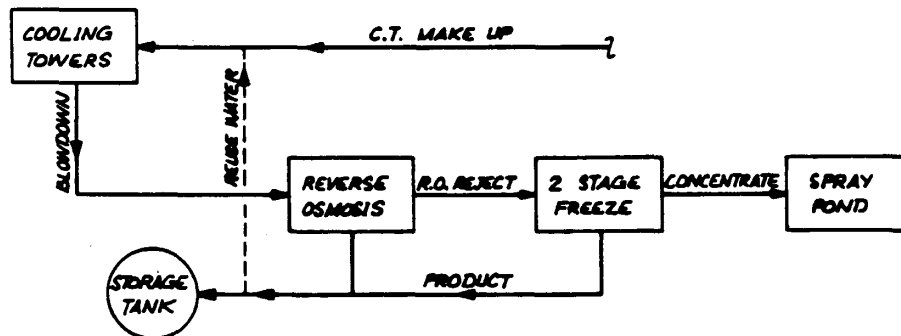 COOLING
TOWERS
C.T. MAKE UP
BLOWDOWN
REUSE WATER
REVERSE
OSMOSIS
R.O. REJECT
2 STAGE
FREEZE
CONCENTRATE
SPRAY
POND
STORAGE
TANK
PRODUCT